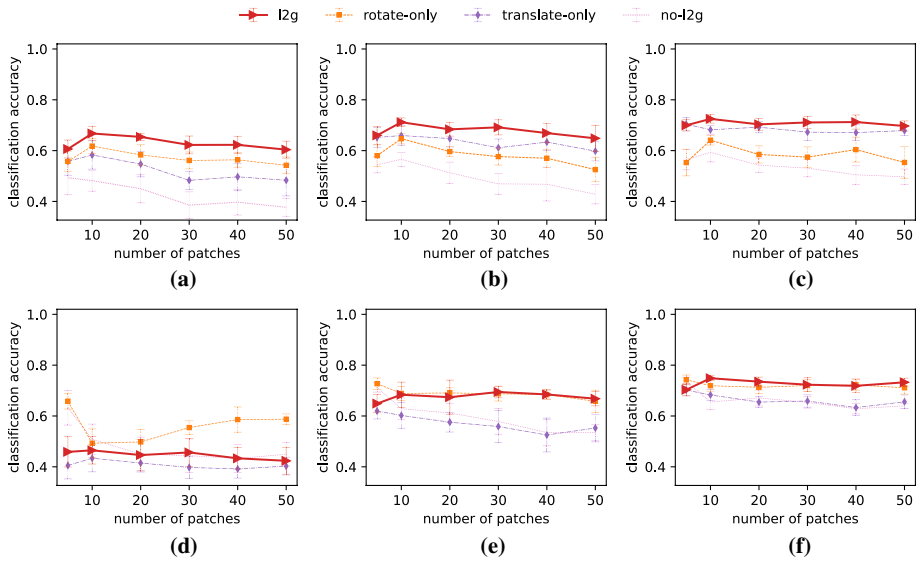 l2g rotate-only translate-only no-l2g
classification accuracy
1.0
0.8
0.6
0.4
10 20 30 40 50
number of patches
(a)
classification accuracy
1.0
0.8
0.6
0.4
10 20 30 40 50
number of patches
(b)
classification accuracy
1.0
0.8
0.6
0.4
10 20 30 40 50
number of patches
(c)
classification accuracy
1.0
0.8
0.6
0.4
10 20 30 40 50
number of patches
(d)
classification accuracy
1.0
0.8
0.6
0.4
10 20 30 40 50
number of patches
(e)
classification accuracy
1.0
0.8
0.6
0.4
10 20 30 40 50
number of patches
(f)